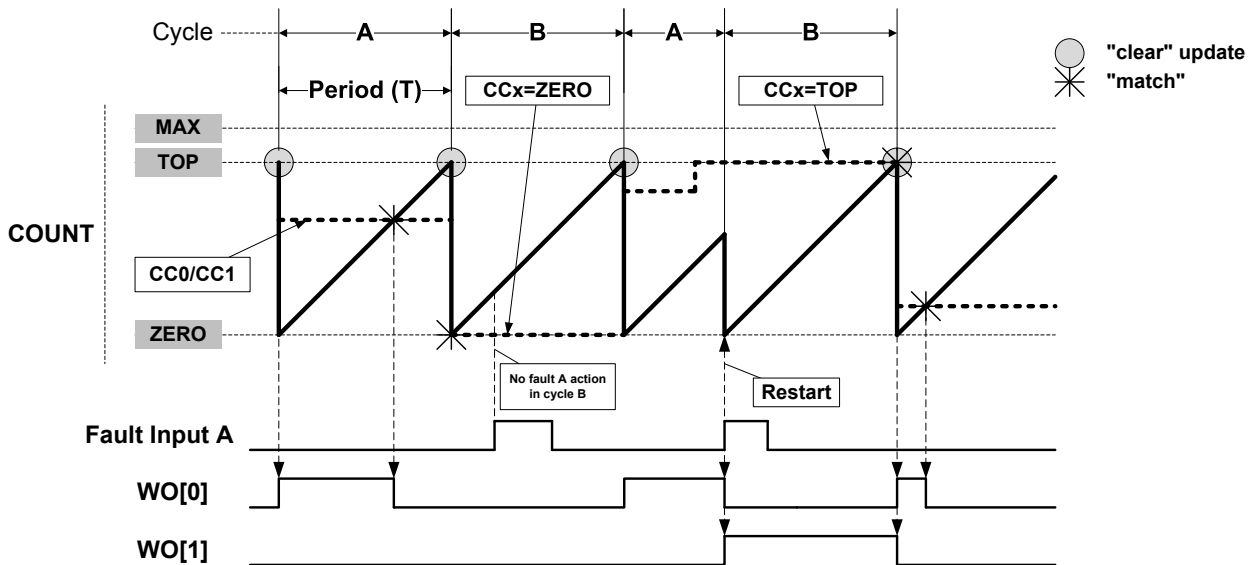 Cycle A B A B
"clear" update
"match"
Period (T)
CCx=ZERO
CCx=TOP
MAX
TOP
COUNT
CC0/CC1
ZERO
No fault A action
in cycle B
Restart
Fault Input A
WO[0]
WO[1]